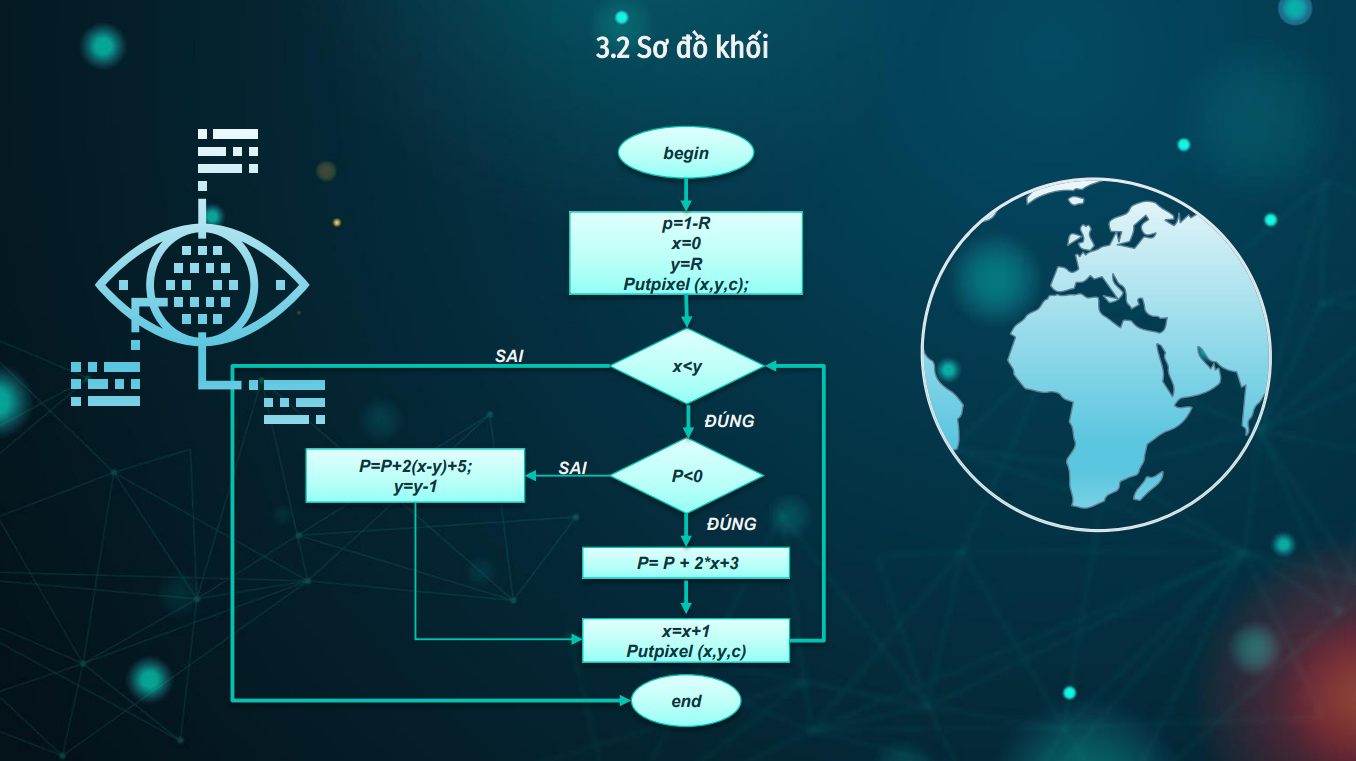 3.2 Sơ đồ khối
begin
p=1-R
x=0
y=R
Putpixel (x,y,c);
SAI
x<y
ĐÚNG
P=P+2(x-y)+5;
y=y-1
SAI
P<0
ĐÚNG
P= P + 2*x+3
x=x+1
Putpixel (x,y,c)
end